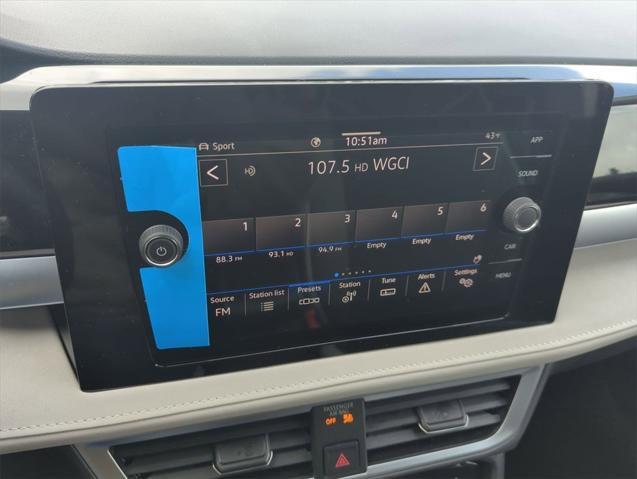 Sport
10:51am
43°F
APP
107.5 HD WGCI
SOUND
1 2 3 4 5 6
88.3 FM 93.1 HD 94.9 FM Empty Empty Empty
CAR
MENU
Source Station list Presets Station Tune Alerts Settings
FM
PASSENGER
AIR BAG
OFF